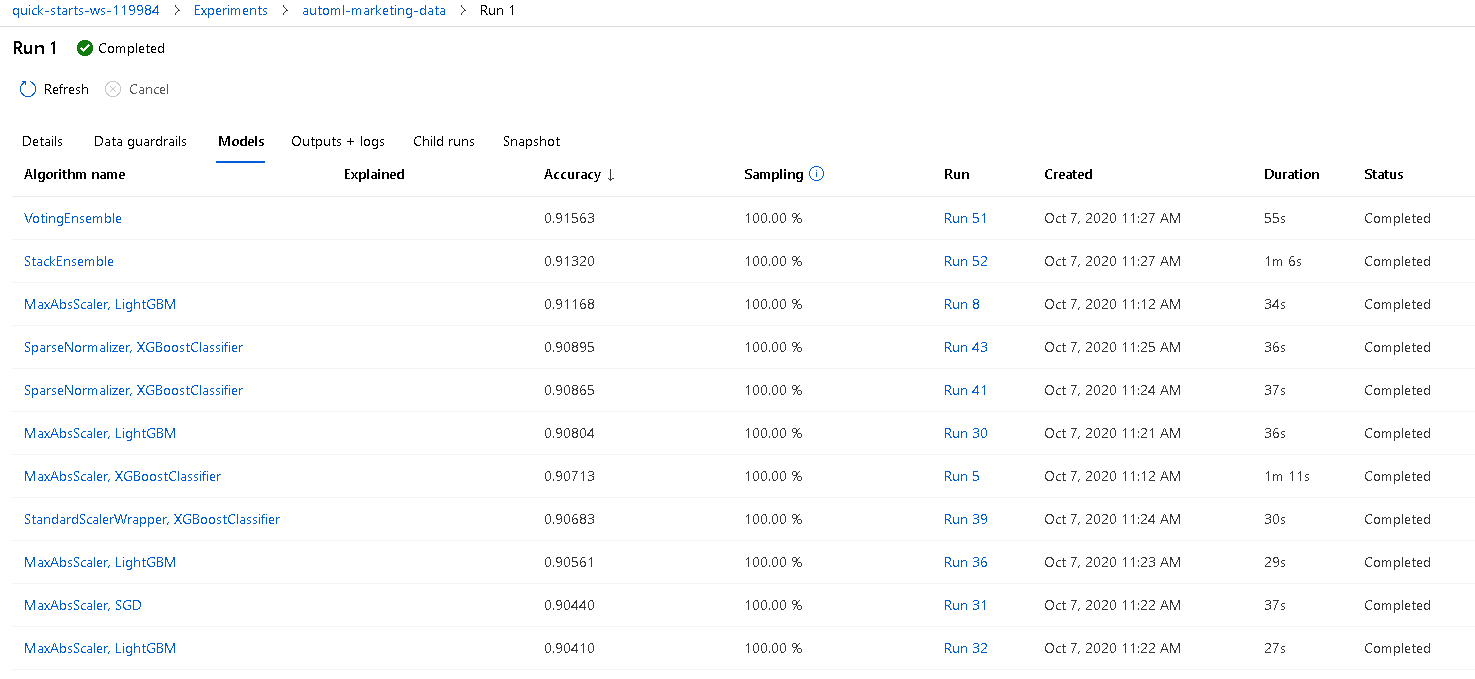 quick-starts-ws-119984 > Experiments > automl-marketing-data > Run 1
Run 1 Completed
Refresh Cancel
Details Data guardrails Models Outputs + logs Child runs Snapshot
Algorithm name Explained Accuracy ↓ Sampling Run Created Duration Status
VotingEnsemble 0.91563 100.00 % Run 51 Oct 7, 2020 11:27 AM 55s Completed
StackEnsemble 0.91320 100.00 % Run 52 Oct 7, 2020 11:27 AM 1m 6s Completed
MaxAbsScaler, LightGBM 0.91168 100.00 % Run 8 Oct 7, 2020 11:12 AM 34s Completed
SparseNormalizer, XGBoostClassifier 0.90895 100.00 % Run 43 Oct 7, 2020 11:25 AM 36s Completed
SparseNormalizer, XGBoostClassifier 0.90865 100.00 % Run 41 Oct 7, 2020 11:24 AM 37s Completed
MaxAbsScaler, LightGBM 0.90804 100.00 % Run 30 Oct 7, 2020 11:21 AM 36s Completed
MaxAbsScaler, XGBoostClassifier 0.90713 100.00 % Run 5 Oct 7, 2020 11:12 AM 1m 11s Completed
StandardScalerWrapper, XGBoostClassifier 0.90683 100.00 % Run 39 Oct 7, 2020 11:24 AM 30s Completed
MaxAbsScaler, LightGBM 0.90561 100.00 % Run 36 Oct 7, 2020 11:23 AM 29s Completed
MaxAbsScaler, SGD 0.90440 100.00 % Run 31 Oct 7, 2020 11:22 AM 37s Completed
MaxAbsScaler, LightGBM 0.90410 100.00 % Run 32 Oct 7, 2020 11:22 AM 27s Completed